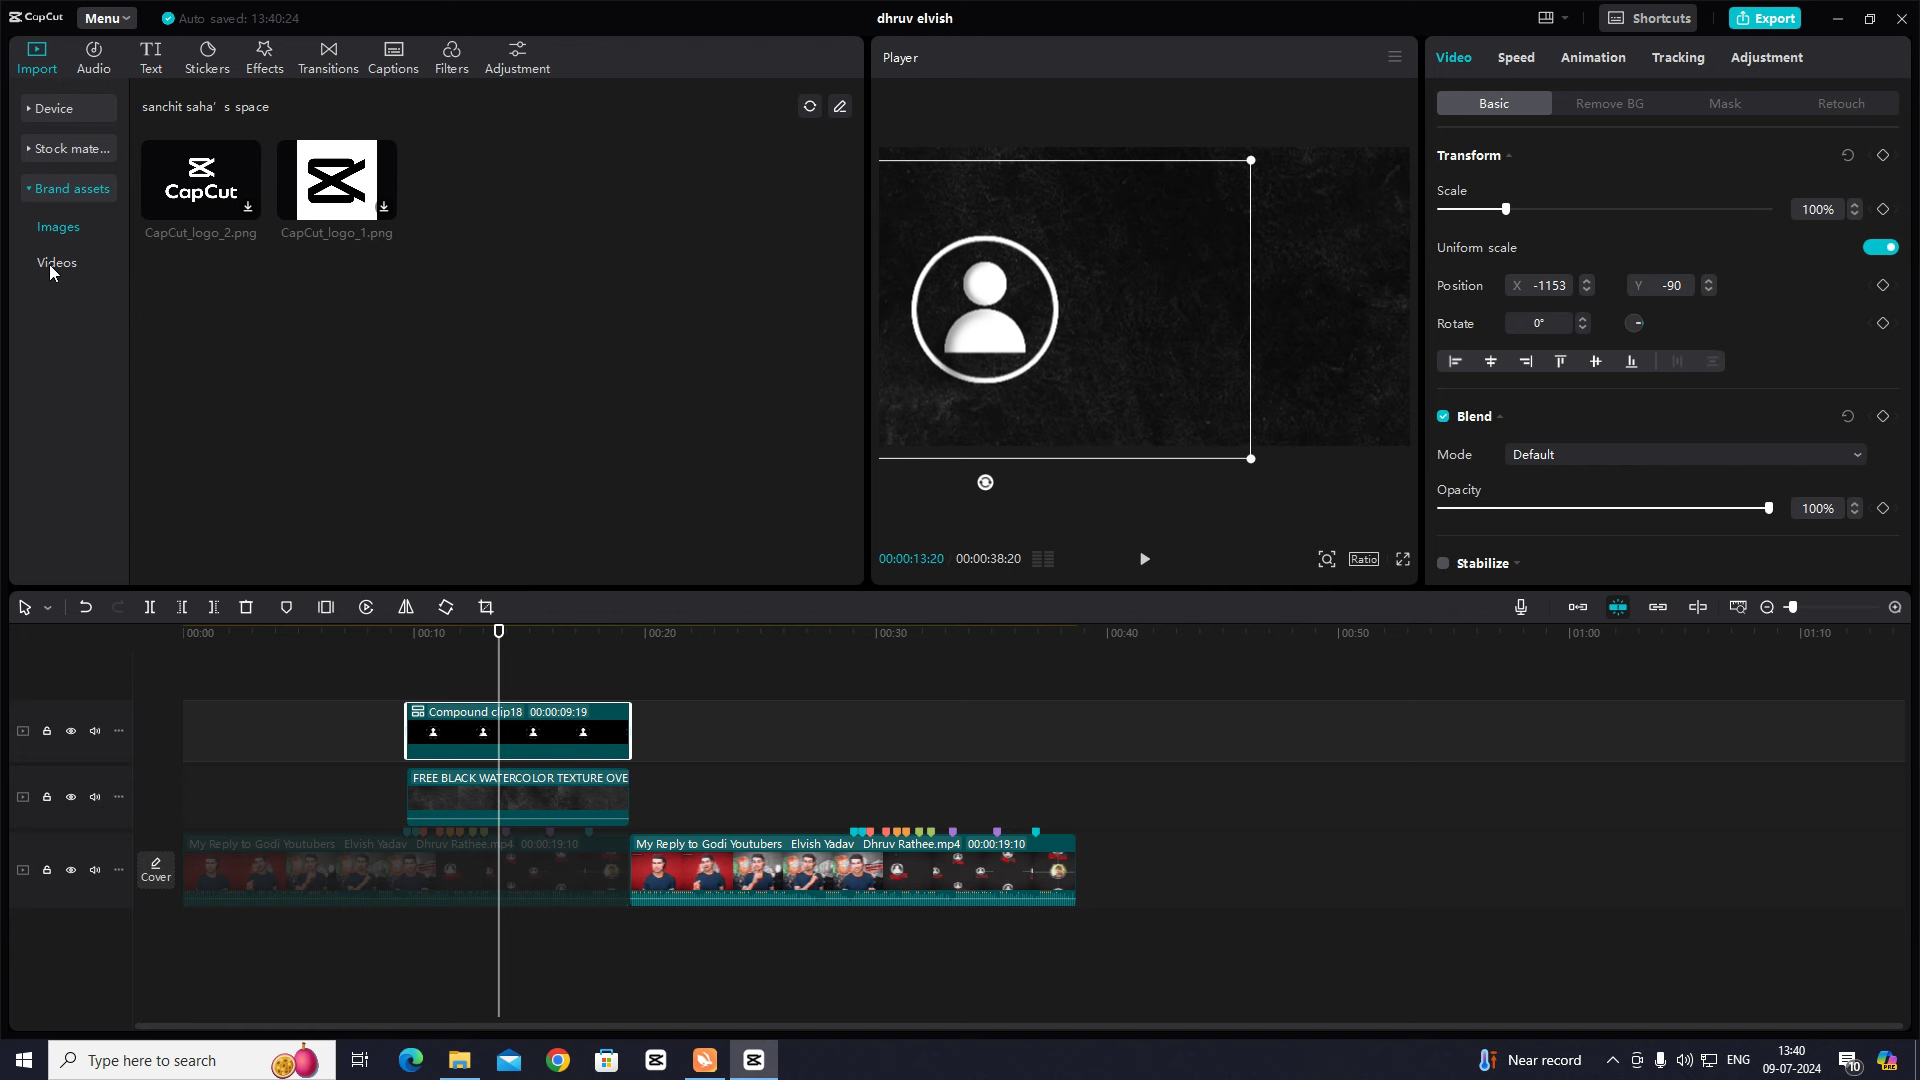 CapCut
Menu
Auto saved: 13:40:24
dhruv elvish
Shortcuts
Export
Import
Audio
TI
Text
Stickers
Effects
Transitions
Captions
Filters
Adjustment
Device
Stock mate...
Brand assets
Images
Videos
sanchit saha's space
CapCut
CapCut_logo_2.png
CapCut_logo_1.png
Player
00:00:13:20
00:00:38:20
Ratio
Video
Speed
Animation
Tracking
Adjustment
Basic
Remove BG
Mask
Retouch
Transform
Scale
100%
Uniform scale
Position
X -1153
Y -90
Rotate
0°
Blend
Mode
Default
Opacity
100%
Stabilize
00:00
00:10
00:20
00:30
00:40
00:50
01:00
01:10
Compound clip18 00:00:09:19
FREE BLACK WATERCOLOR TEXTURE OVE
Cover
My Reply to Godi Youtubers Elvish Yadav Dhruv Rathee.mp4 00:00:19:10
My Reply to Godi Youtubers Elvish Yadav Dhruv Rathee.mp4 00:00:19:10
Type here to search
Near record
ENG
13:40
09-07-2024
10
PRE